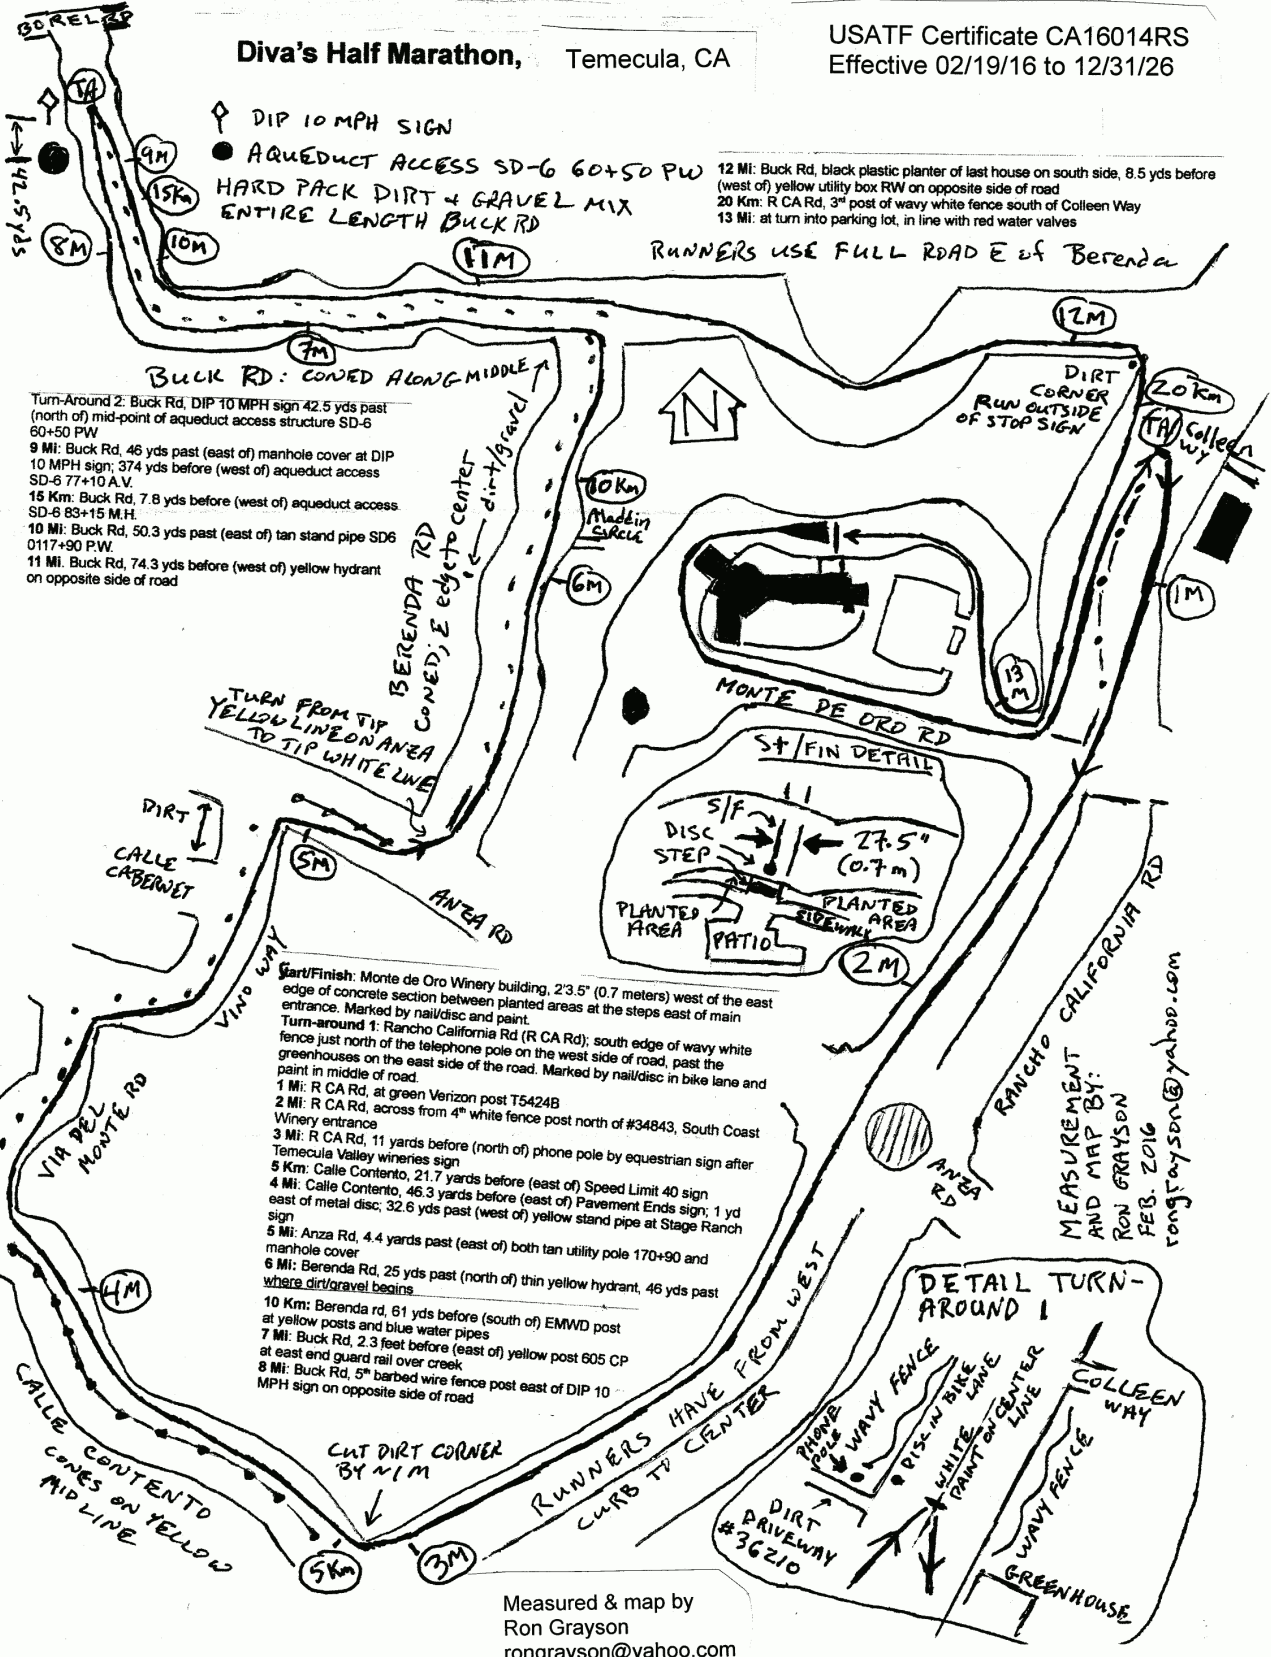 BOREL RD
Diva's Half Marathon, Temecula, CA
USATF Certificate CA16014RS
Effective 02/19/16 to 12/31/26
TA
DIP 10 MPH SIGN
AQUEDUCT ACCESS SD-6 60+50 PW
HARD PACK DIRT + GRAVEL MIX
ENTIRE LENGTH BUCK RD
42.5 yps
9M
15Km
8M
10M
11M
12 Mi: Buck Rd, black plastic planter of last house on south side, 8.5 yds before
(west of) yellow utility box RW on opposite side of road
20 Km: R CA Rd, 3rd post of wavy white fence south of Colleen Way
13 Mi: at turn into parking lot, in line with red water valves
RUNNERS USE FULL ROAD E of Berenda
12M
7M
BUCK RD: CONED ALONG MIDDLE
Turn-Around 2: Buck Rd, DIP 10 MPH sign 42.5 yds past
(north of) mid-point of aqueduct access structure SD-6
60+50 PW
9 Mi: Buck Rd, 46 yds past (east of) manhole cover at DIP
10 MPH sign; 374 yds before (west of) aqueduct access
SD-6 77+10 A.V.
15 Km: Buck Rd, 7.8 yds before (west of) aqueduct access
SD-6 83+15 M.H.
10 Mi: Buck Rd, 50.3 yds past (east of) tan stand pipe SD6
0117+90 P.W.
11 Mi. Buck Rd, 74.3 yds before (west of) yellow hydrant
on opposite side of road
N
DIRT
CORNER
RUN OUTSIDE
OF STOP SIGN
20Km
TA
Colleen
WY
10Km
Maddin
CIRCLE
6M
1M
BERENDA RD
CONED; E edge to center
dirt/gravel
13
M
MONTE DE ORO RD
TURN FROM TIP
YELLOW LINE ON ANZA
TO TIP WHITE LINE
DIRT
CALLE
CABERNET
5M
ANZA RD
St/FIN DETAIL
S/F
DISC
STEP
27.5"
(0.7m)
PLANTED
AREA
PATIO
SIDEWALK
PLANTED
AREA
2M
VINO WAY
VIA DEL
MONTE RD
RANCHO CALIFORNIA RD
Start/Finish: Monte de Oro Winery building, 2'3.5" (0.7 meters) west of the east
edge of concrete section between planted areas at the steps east of main
entrance. Marked by nail/disc and paint.
Turn-around 1: Rancho California Rd (R CA Rd); south edge of wavy white
fence just north of the telephone pole on the west side of road, past the
greenhouses on the east side of the road. Marked by nail/disc in bike lane and
paint in middle of road.
1 Mi: R CA Rd, at green Verizon post T5424B
2 Mi: R CA Rd, across from 4th white fence post north of #34843, South Coast
Winery entrance
3 Mi: R CA Rd, 11 yards before (north of) phone pole by equestrian sign after
Temecula Valley wineries sign
5 Km: Calle Contento, 21.7 yards before (east of) Speed Limit 40 sign
4 Mi: Calle Contento, 46.3 yards before (east of) Pavement Ends sign; 1 yd
east of metal disc; 32.6 yds past (west of) yellow stand pipe at Stage Ranch
sign
5 Mi: Anza Rd, 4.4 yards past (east of) both tan utility pole 170+90 and
manhole cover
6 Mi: Berenda Rd, 25 yds past (north of) thin yellow hydrant, 46 yds past
where dirt/gravel begins
10 Km: Berenda rd, 61 yds before (south of) EMWD post
at yellow posts and blue water pipes
7 Mi: Buck Rd, 2.3 feet before (east of) yellow post 605 CP
at east end guard rail over creek
8 Mi: Buck Rd, 5th barbed wire fence post east of DIP 10
MPH sign on opposite side of road
ANZA
RD
MEASUREMENT
AND MAP BY:
RON GRAYSON
FEB. 2016
rongrayson@yahoo.com
4M
CALLE CONTENTO
CONES ON YELLOW
MID LINE
CUT DIRT CORNER
BY N/M
RUNNERS HAVE FROM WEST
CURB TO CENTER
5Km
3M
DETAIL TURN-
AROUND 1
PHONE
POLE
WAVY FENCE
DISC IN BIKE
LANE
WHITE
PAINT ON CENTER
LINE
COLLEEN
WAY
WAVY FENCE
DIRT
DRIVEWAY
#36210
GREENHOUSE
Measured & map by
Ron Grayson
rongrayson@yahoo.com